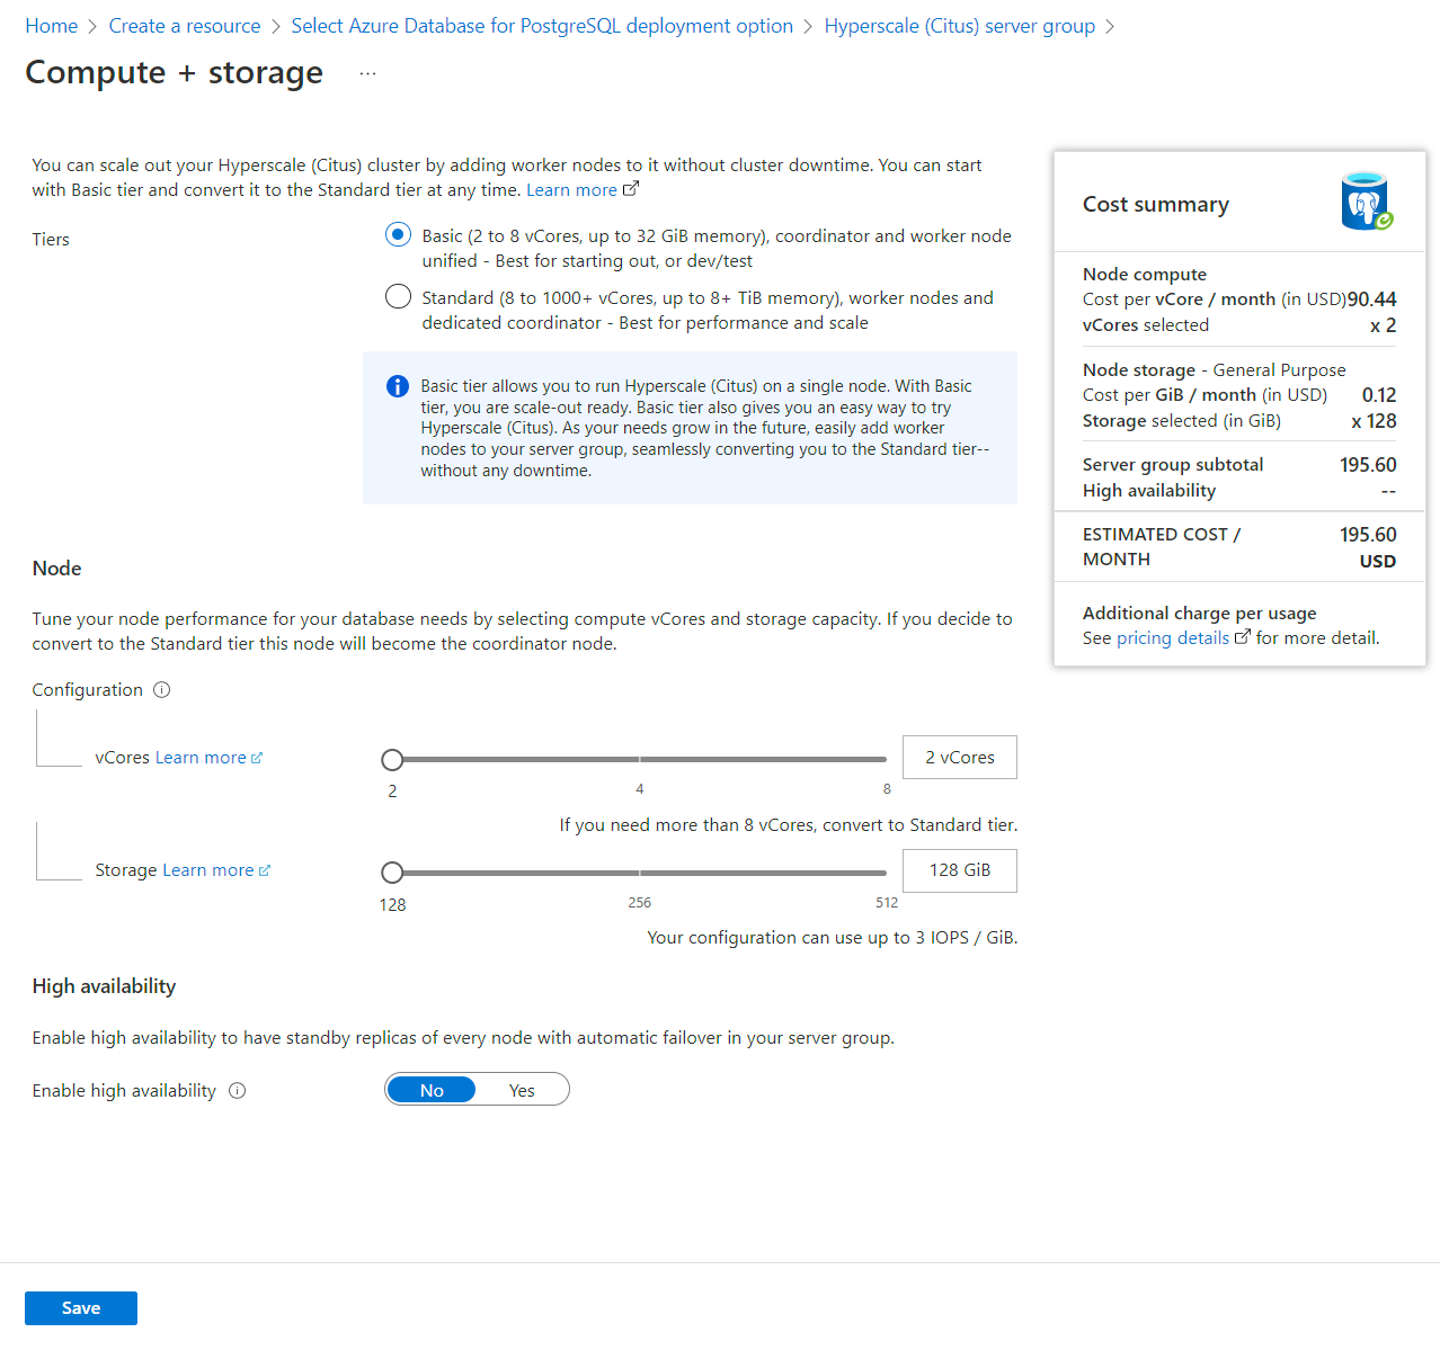 Home > Create a resource > Select Azure Database for PostgreSQL deployment option > Hyperscale (Citus) server group >
Compute + storage ...
You can scale out your Hyperscale (Citus) cluster by adding worker nodes to it without cluster downtime. You can start
with Basic tier and convert it to the Standard tier at any time. Learn more
Tiers
Basic (2 to 8 vCores, up to 32 GiB memory), coordinator and worker node
unified - Best for starting out, or dev/test
Standard (8 to 1000+ vCores, up to 8+ TiB memory), worker nodes and
dedicated coordinator - Best for performance and scale
Basic tier allows you to run Hyperscale (Citus) on a single node. With Basic
tier, you are scale-out ready. Basic tier also gives you an easy way to try
Hyperscale (Citus). As your needs grow in the future, easily add worker
nodes to your server group, seamlessly converting you to the Standard tier--
without any downtime.
Node
Tune your node performance for your database needs by selecting compute vCores and storage capacity. If you decide to
convert to the Standard tier this node will become the coordinator node.
Configuration
vCores Learn more
2 4 8
2 vCores
If you need more than 8 vCores, convert to Standard tier.
Storage Learn more
128 256 512
128 GiB
Your configuration can use up to 3 IOPS / GiB.
High availability
Enable high availability to have standby replicas of every node with automatic failover in your server group.
Enable high availability
No Yes
Save
Cost summary
Node compute
Cost per vCore / month (in USD) 90.44
vCores selected x 2
Node storage - General Purpose
Cost per GiB / month (in USD) 0.12
Storage selected (in GiB) x 128
Server group subtotal 195.60
High availability --
ESTIMATED COST / 195.60
MONTH USD
Additional charge per usage
See pricing details for more detail.